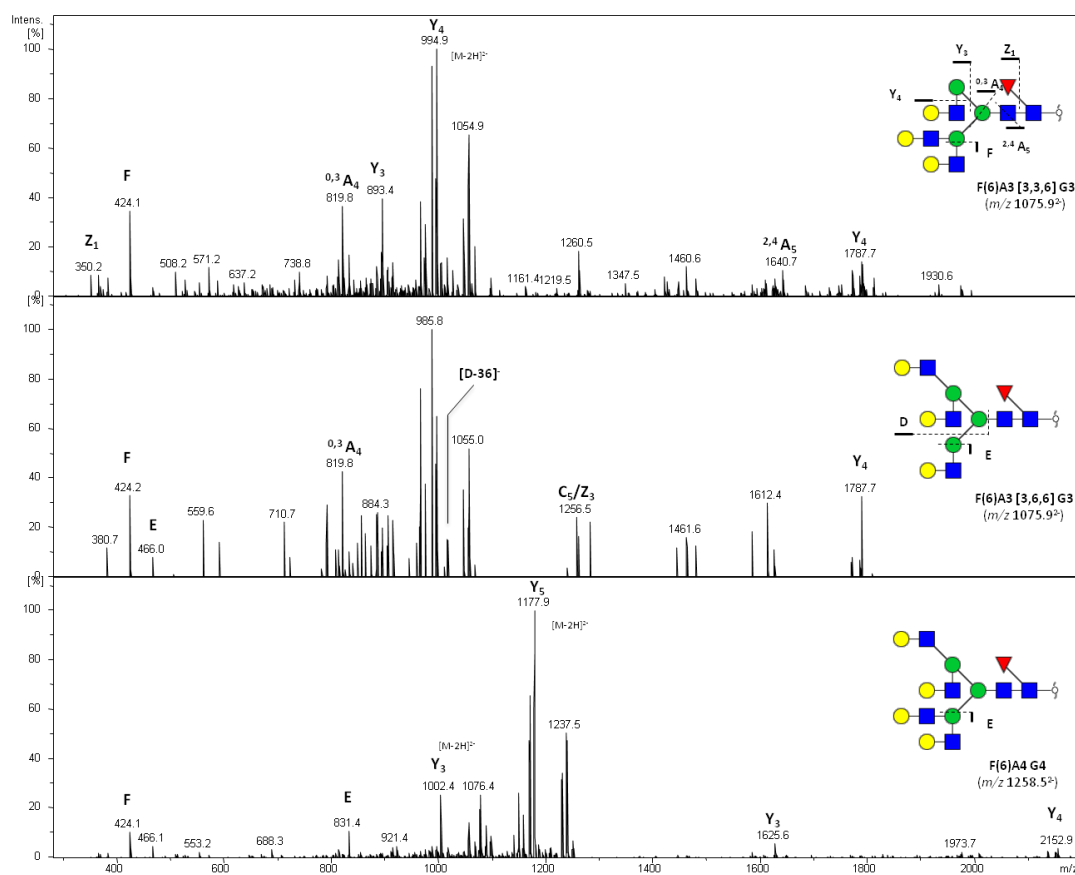 Intens.
[%]
100
80
60
40
20
0
Z₁
350.2
F
424.1
508.2
571.2
637.2
738.8
⁰,³A₄
819.8
Y₃
893.4
Y₄
994.9
[M-2H]²⁻
1054.9
1161.4
1219.5
1260.5
1347.5
1460.6
²,⁴A₅
1640.7
Y₄
1787.7
1930.6
Y₃
Z₁
⁰,³A₄
Y₄
F
²,⁴A₅
F(6)A3 [3,3,6] G3
(m/z 1075.9²⁻)
[%]
100
80
60
40
20
0
380.7
F
424.2
E
466.0
559.6
710.7
⁰,³A₄
819.8
884.3
985.8
[D-36]⁻
1055.0
C₅/Z₃
1256.5
1461.6
1612.4
Y₄
1787.7
D
E
F(6)A3 [3,6,6] G3
(m/z 1075.9²⁻)
[%]
100
80
60
40
20
0
F
424.1
466.1
553.2
688.3
E
831.4
921.4
[M-2H]²⁻
Y₃
1002.4
1076.4
Y₅
1177.9
[M-2H]²⁻
1237.5
Y₃
1625.6
1973.7
Y₄
2152.9
E
F(6)A4 G4
(m/z 1258.5²⁻)
400 600 800 1000 1200 1400 1600 1800 2000 m/z